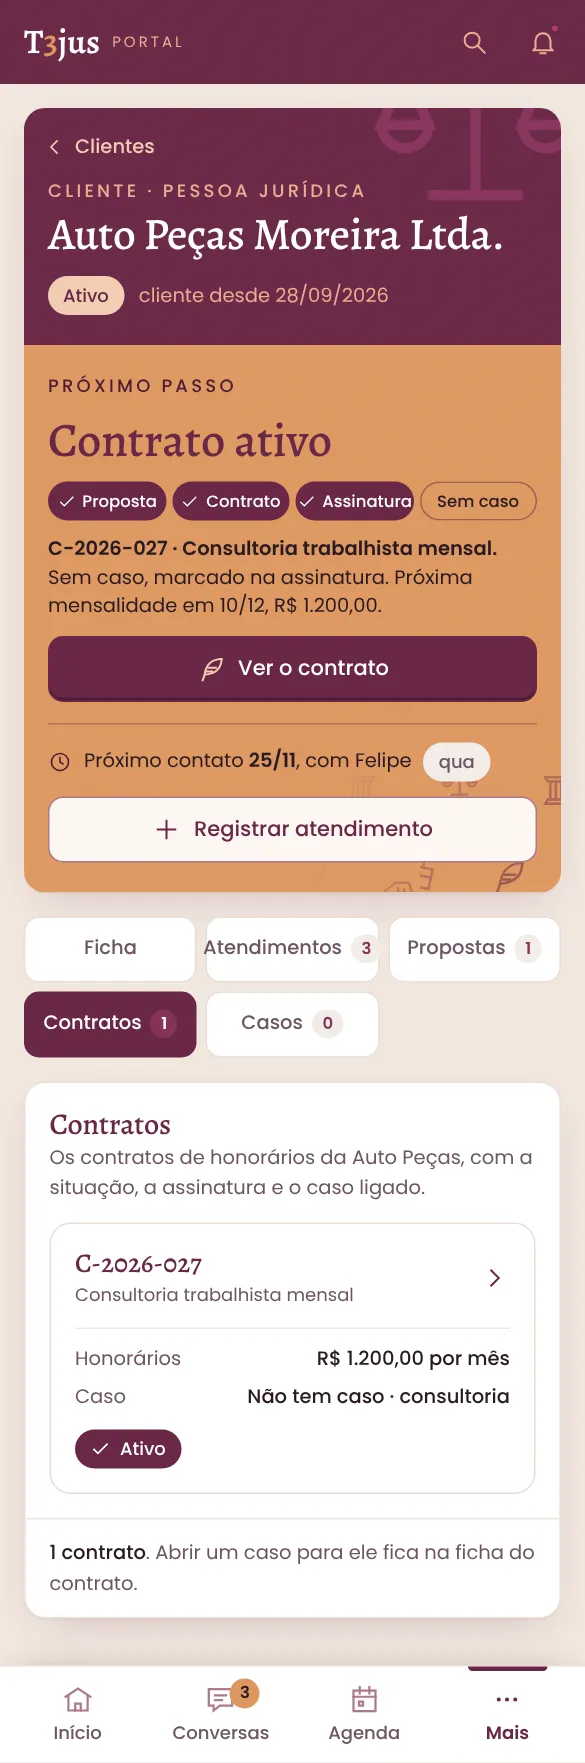 T3jus PORTAL
Clientes
CLIENTE · PESSOA JURÍDICA
Auto Peças Moreira Ltda.
Ativo cliente desde 28/09/2026
PRÓXIMO PASSO
Contrato ativo
Proposta Contrato Assinatura Sem caso
C-2026-027 · Consultoria trabalhista mensal.
Sem caso, marcado na assinatura. Próxima
mensalidade em 10/12, R$ 1.200,00.
Ver o contrato
Próximo contato 25/11, com Felipe qua
Registrar atendimento
Ficha Atendimentos 3 Propostas 1
Contratos 1 Casos 0
Contratos
Os contratos de honorários da Auto Peças, com a
situação, a assinatura e o caso ligado.
C-2026-027
Consultoria trabalhista mensal
Honorários R$ 1.200,00 por mês
Caso Não tem caso · consultoria
Ativo
1 contrato. Abrir um caso para ele fica na ficha do
contrato.
3
Início Conversas Agenda Mais